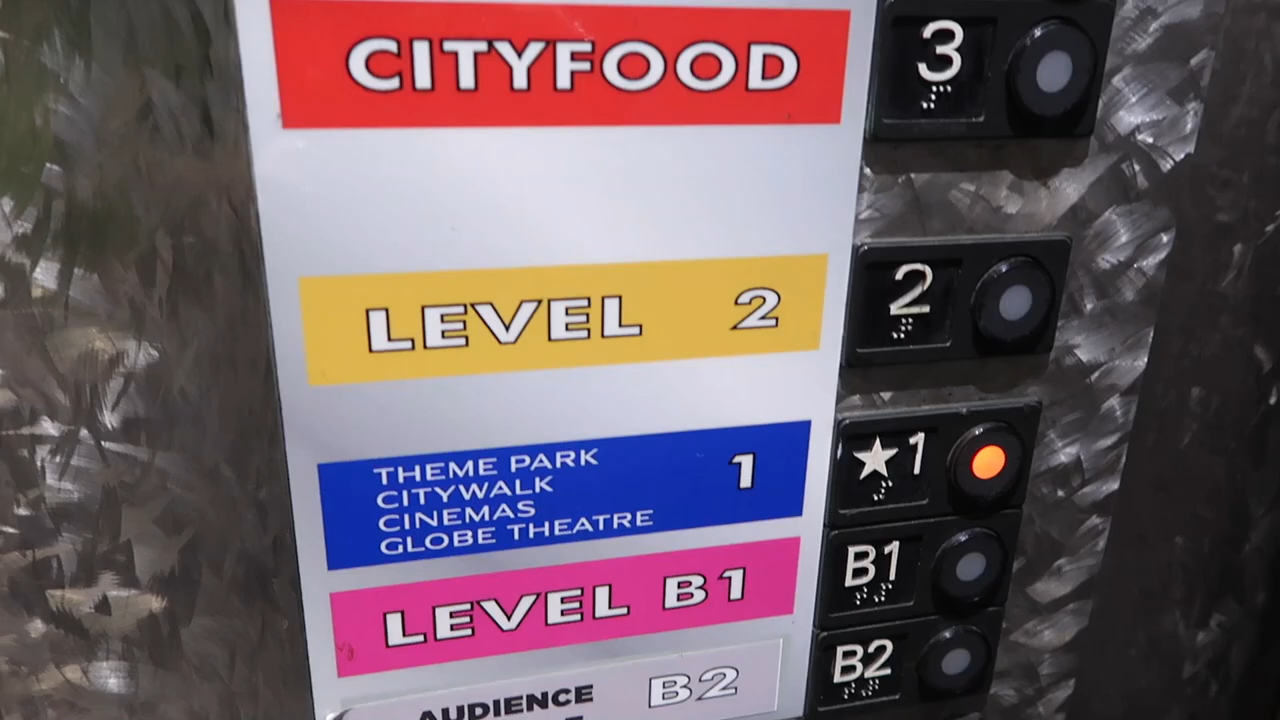 CITYFOOD
3
LEVEL 2
2
THEME PARK
CITYWALK
CINEMAS
GLOBE THEATRE
1
★1
LEVEL B1
B1
AUDIENCE
B2
B2